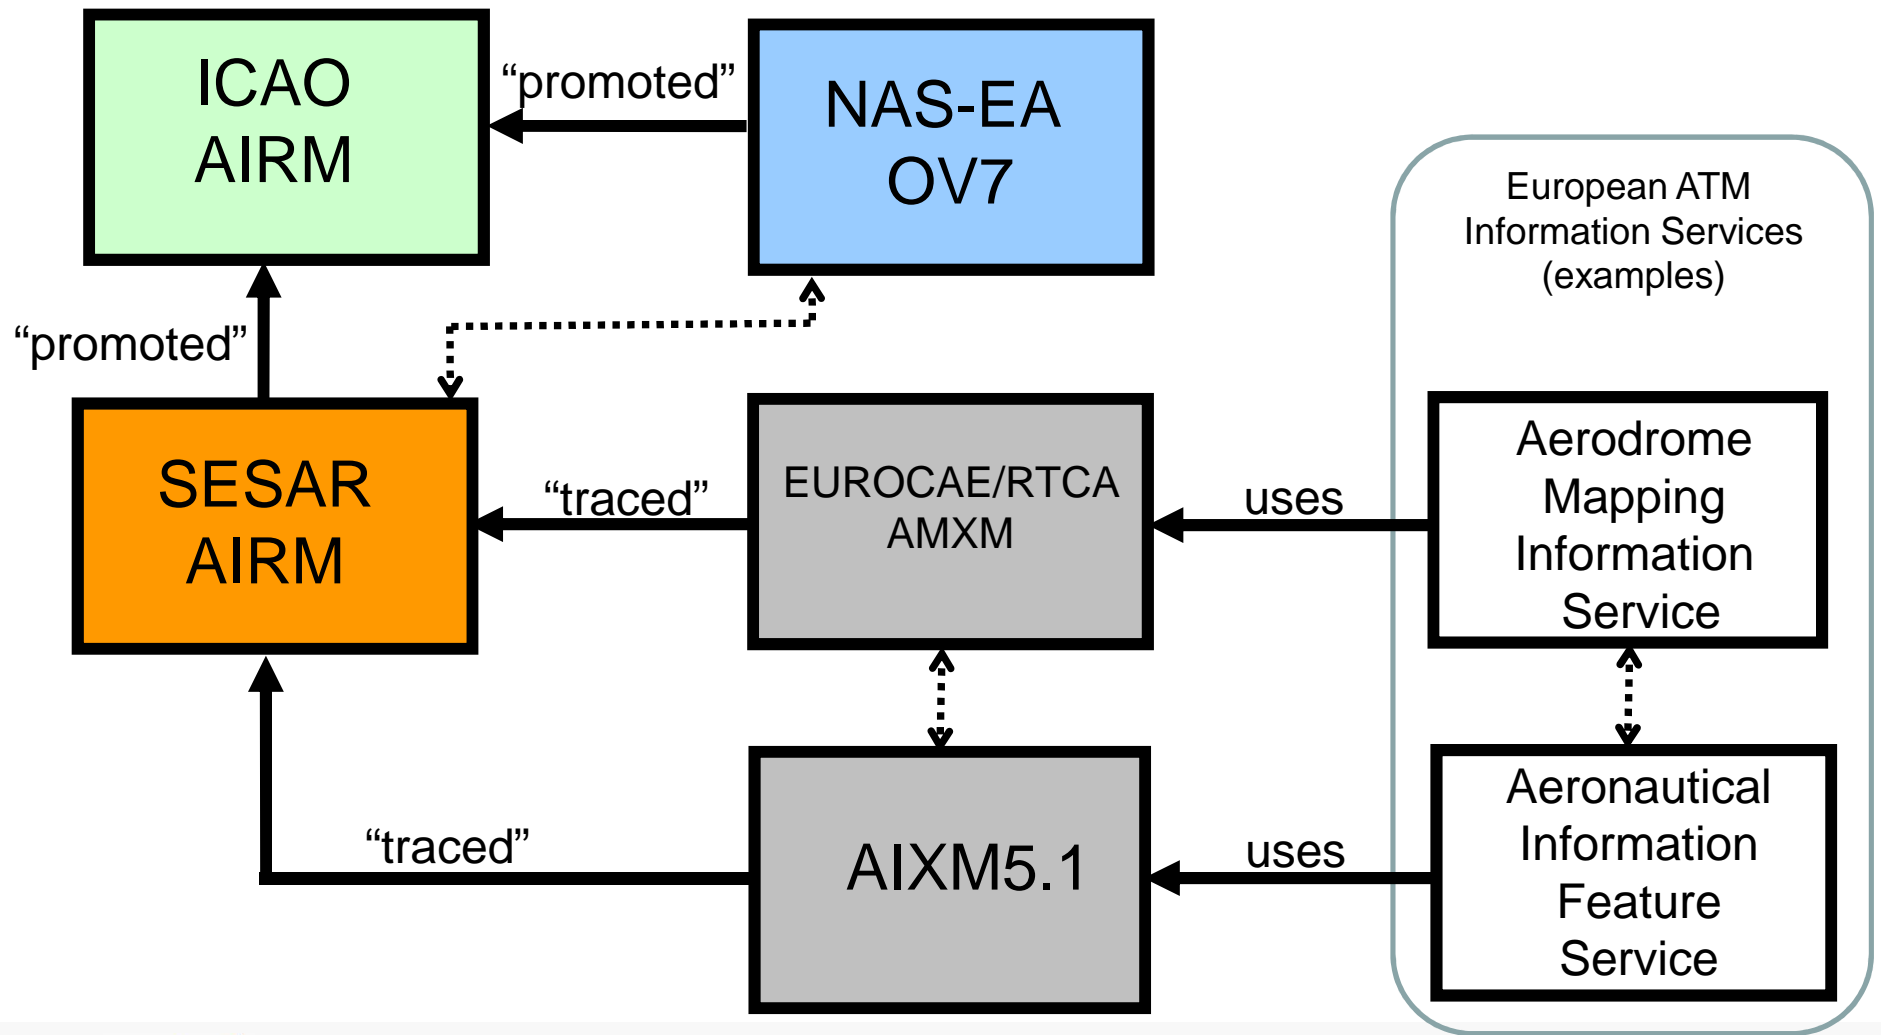 ICAO
AIRM
“promoted”
NAS-EA
OV7
European ATM
Information Services
(examples)
“promoted”
SESAR
AIRM
“traced”
EUROCAE/RTCA
AMXM
uses
Aerodrome
Mapping
Information
Service
“traced”
AIXM5.1
uses
Aeronautical
Information
Feature
Service